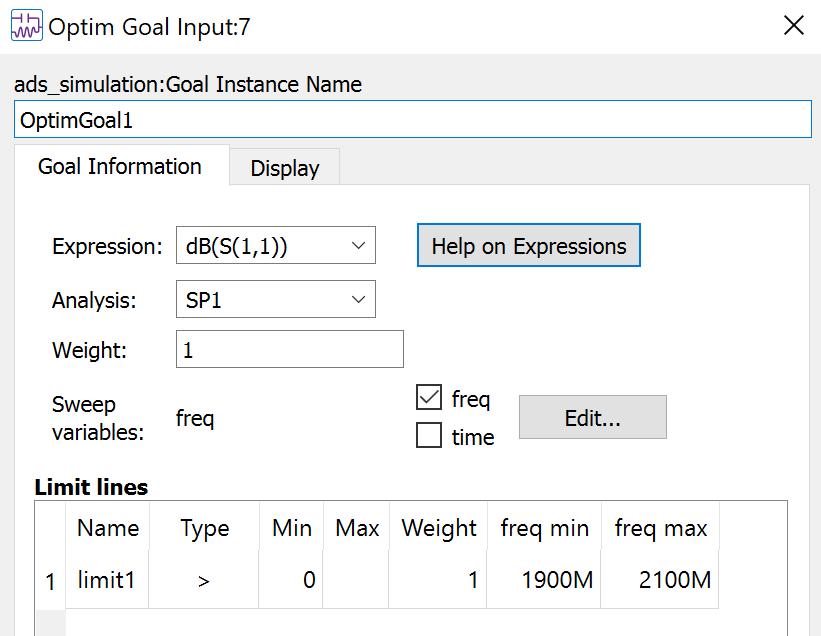 Optim Goal Input:7
ads_simulation:Goal Instance Name
OptimGoal1
Goal Information Display
Expression: dB(S(1,1)) Help on Expressions
Analysis: SP1
Weight: 1
Sweep variables: freq freq time Edit...
Limit lines
Name Type Min Max Weight freq min freq max
1 limit1 > 0 1 1900M 2100M